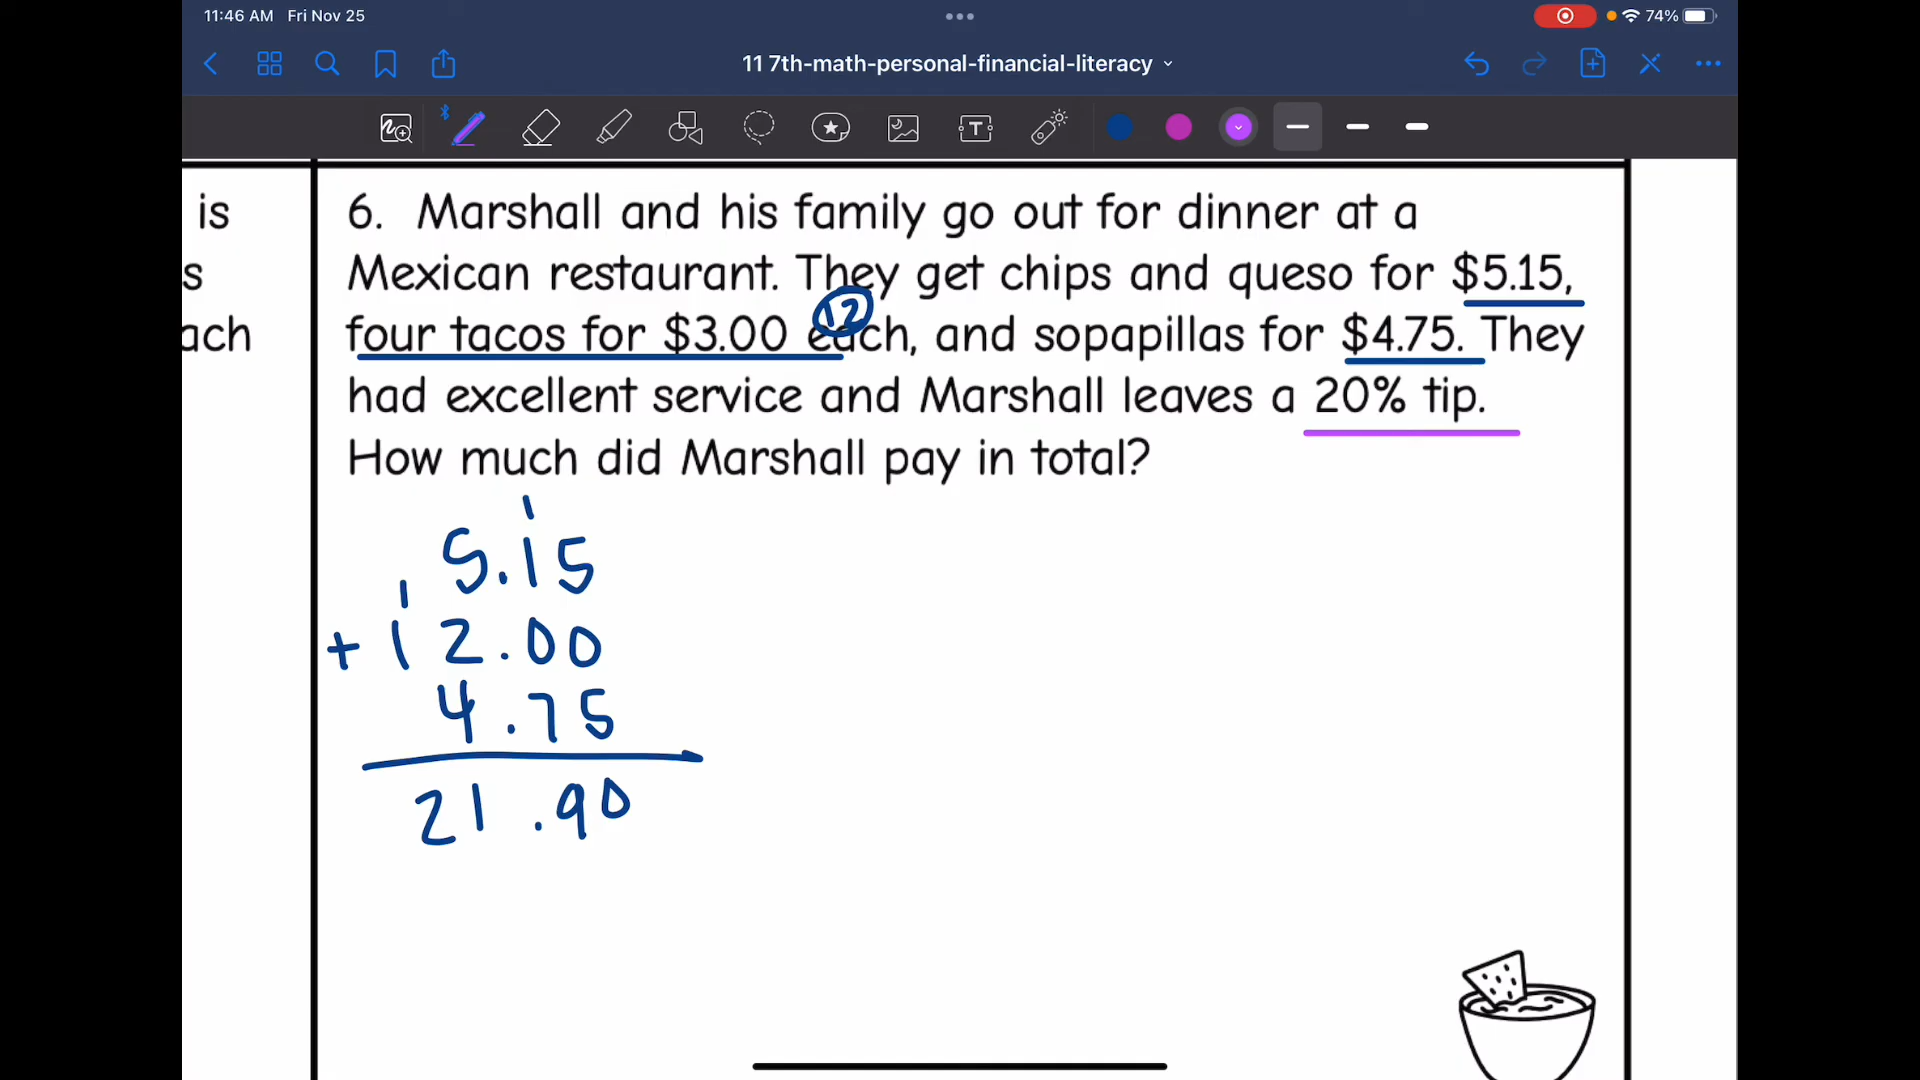 11:46 AM Fri Nov 25
74%
11 7th-math-personal-financial-literacy
is
s
ach
6. Marshall and his family go out for dinner at a
Mexican restaurant. They get chips and queso for $5.15,
12
four tacos for $3.00 each, and sopapillas for $4.75. They
had excellent service and Marshall leaves a 20% tip.
How much did Marshall pay in total?
1
5.15
1
+ 12.00
4.75
21.90